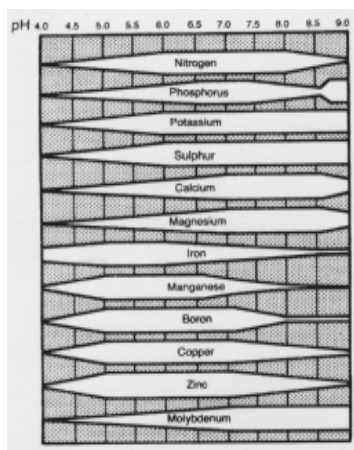 pH 4.0 4.5 5.0 5.5 6.0 6.5 7.0 7.5 8.0 8.5 9.0
Nitrogen
Phosphorus
Potassium
Sulphur
Calcium
Magnesium
Iron
Manganese
Boron
Copper
Zinc
Molybdenum